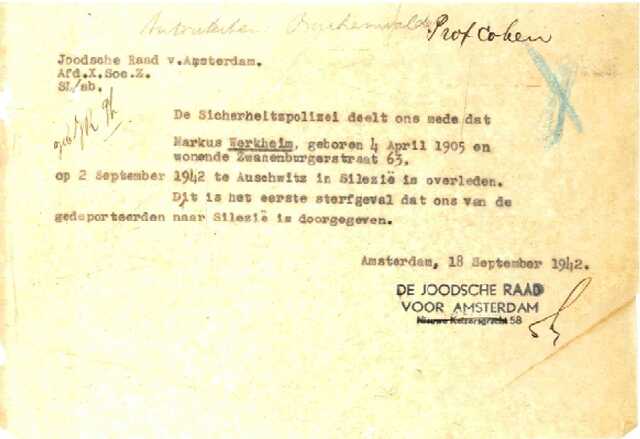 Prof Cohen
Joodsche Raad v.Amsterdam.
Afd.X.Soc.Z.
SL/ab.
De Sicherheitspolizei deelt ons mede dat
Markus Werkheim, geboren 4 April 1905 en
wonende Zwanenburgerstraat 63.
op 2 September 1942 te Auschwitz in Silezië is overleden.
Dit is het eerste sterfgeval dat ons van de
gedeporteerden naar Silezië is doorgegeven.
Amsterdam, 18 September 1942.
DE JOODSCHE RAAD
VOOR AMSTERDAM
Nieuwe Keizersgracht 58